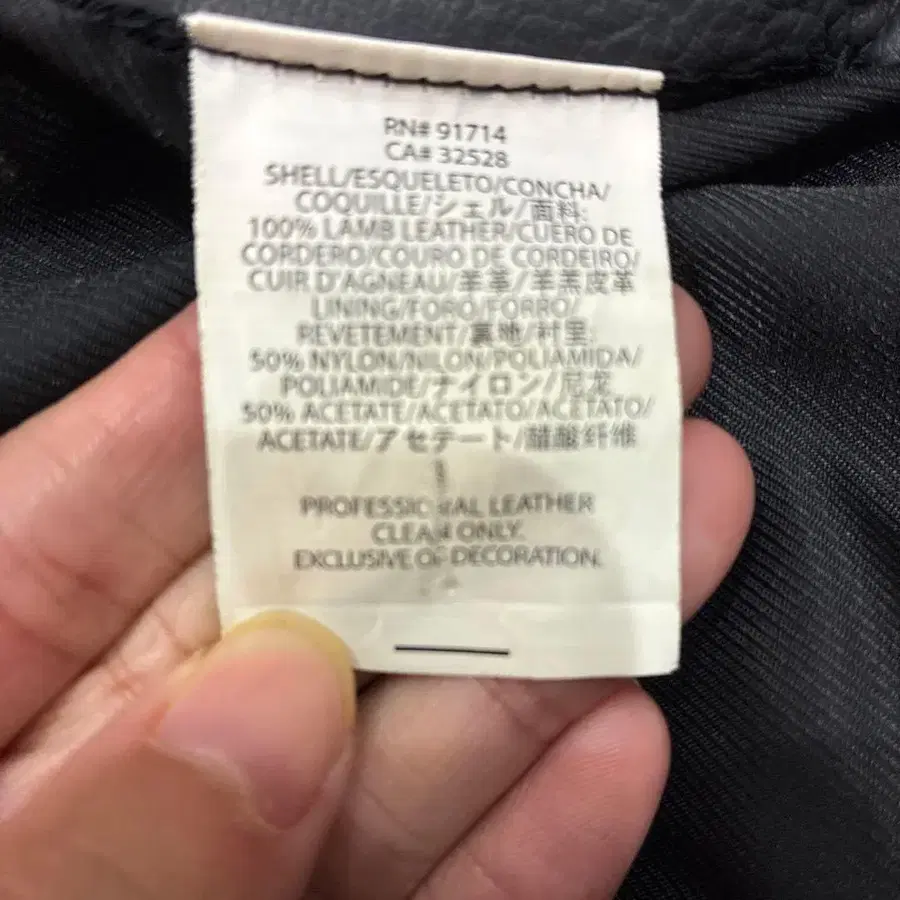 RN# 91714
CA# 32528
SHELL/ESQUELETO/CONCHA/
COQUILLE/シェル/面料:
100% LAMB LEATHER/CUERO DE
CORDERO/COURO DE CORDEIRO/
CUIR D'AGNEAU/羊革/羊羔皮革
LINING/FORO/FORRO/
REVETEMENT/裏地/衬里:
50% NYLON/NILON/POLIAMIDA/
POLIAMIDE/ナイロン/尼龙
50% ACETATE/ACETATO/ACETATO/
ACETATE/アセテート/醋酸纤维
PROFESSIONAL LEATHER
CLEAN ONLY.
EXCLUSIVE OF DECORATION.